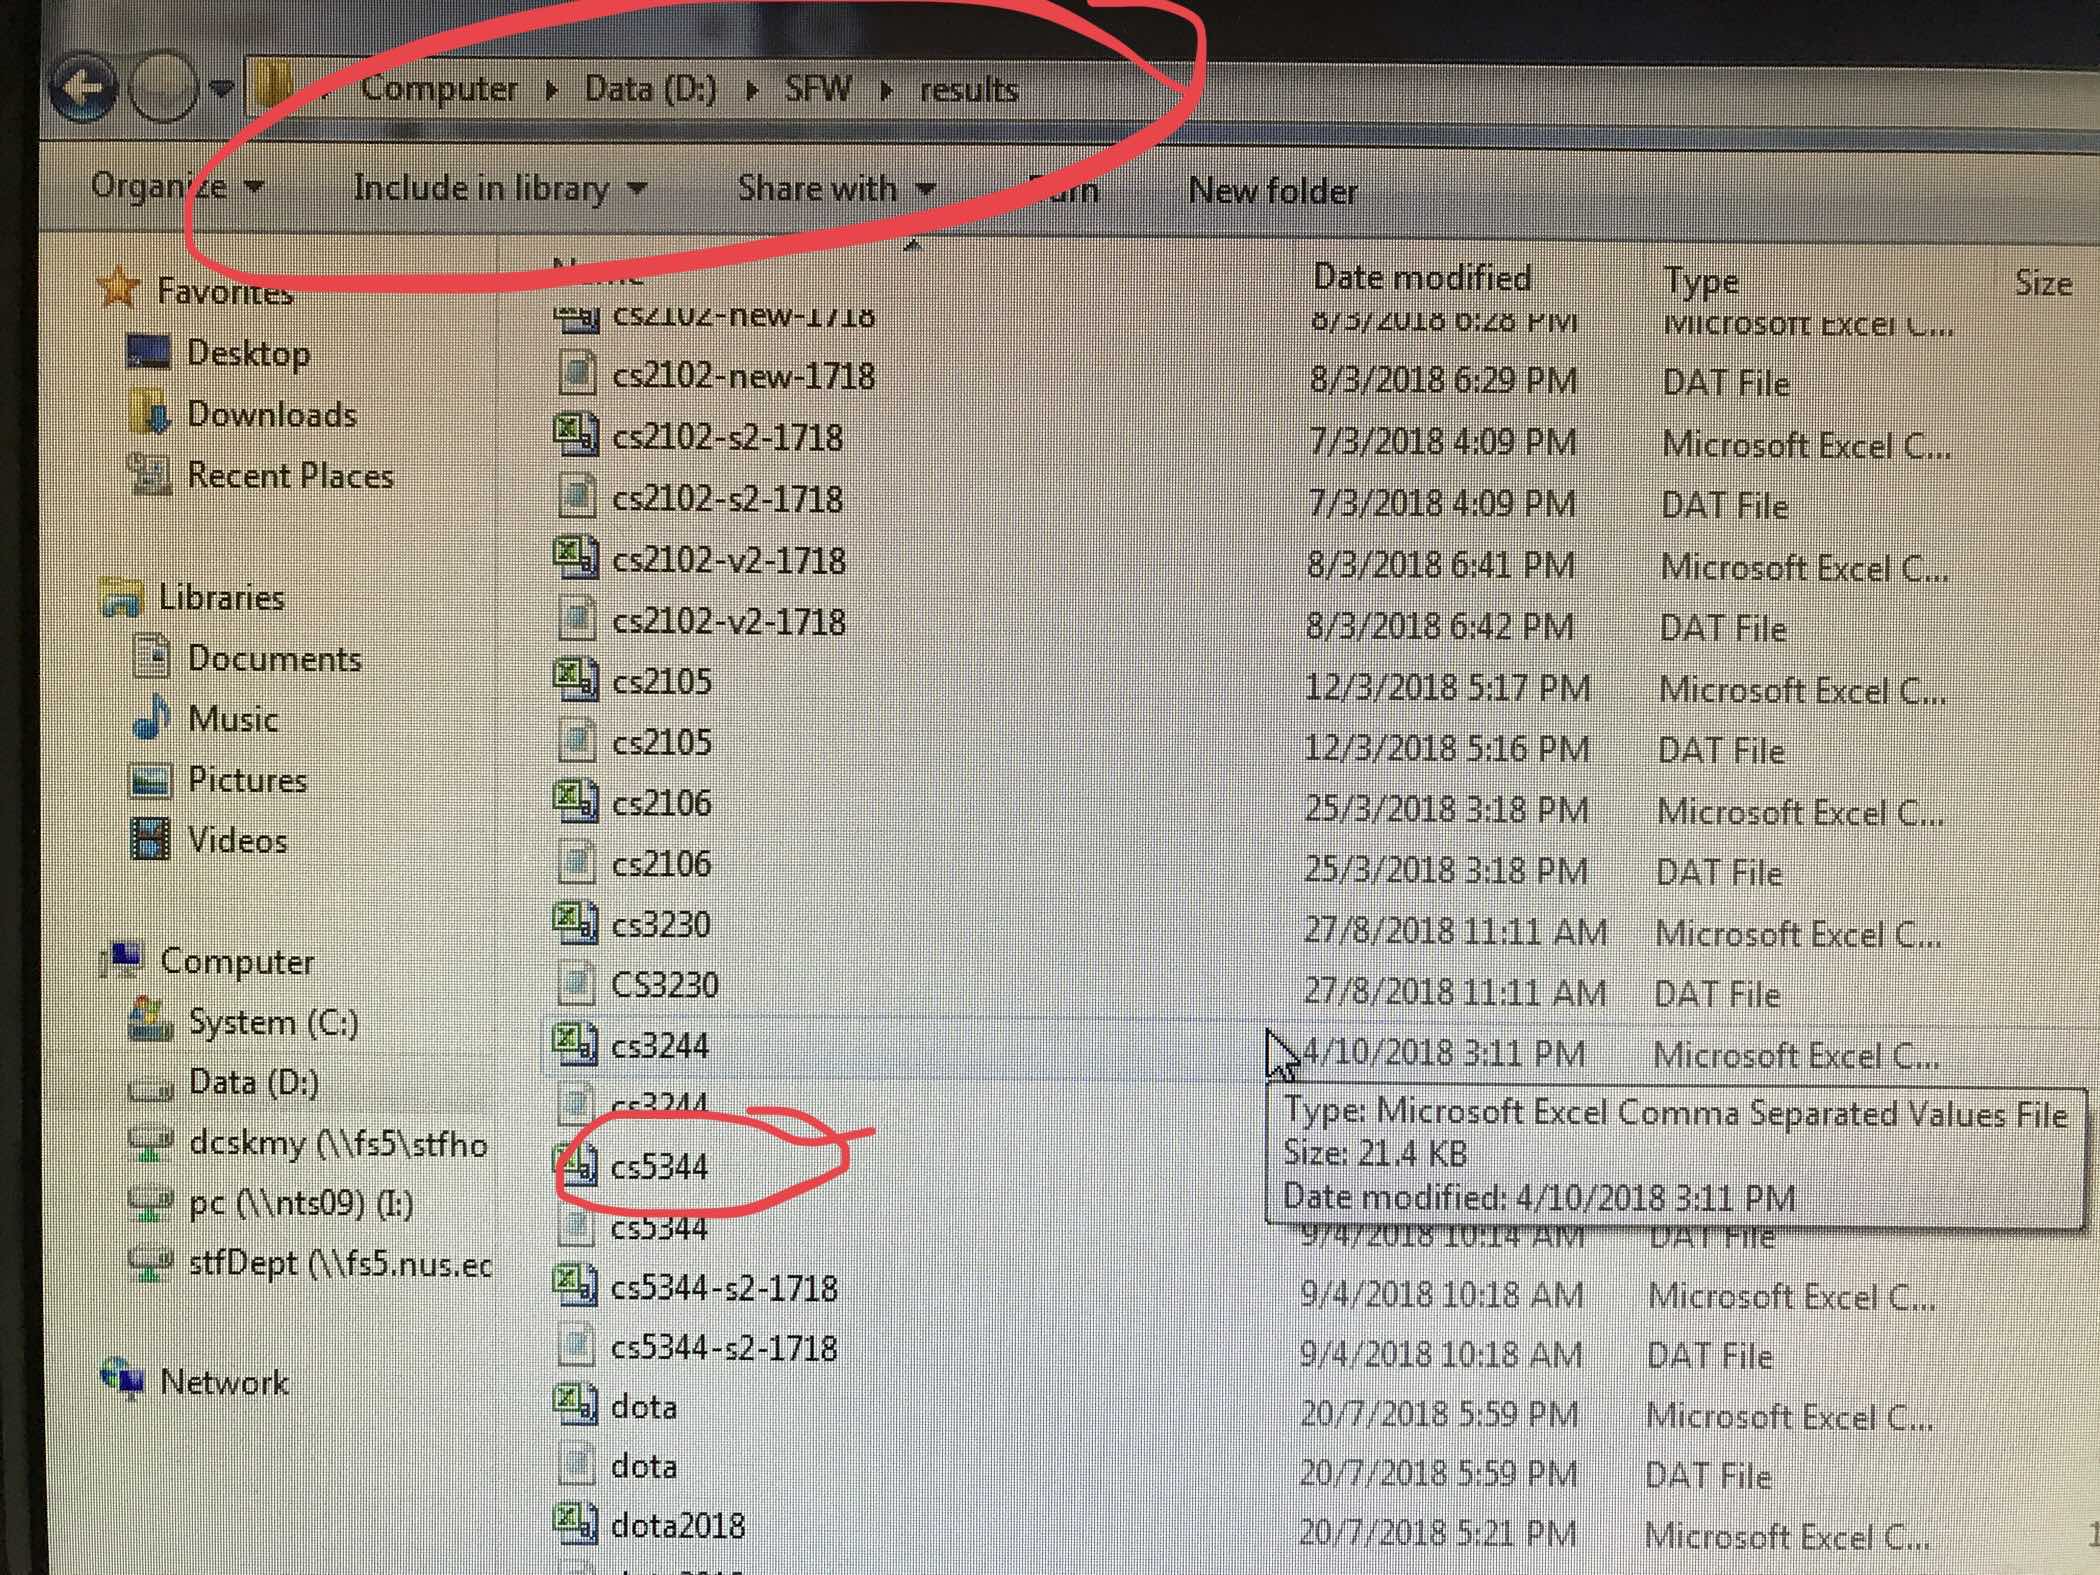 Computer ▸ Data (D:) ▸ SFW ▸ results
Organize Include in library Share with New folder
Favorites
Desktop
Downloads
Recent Places
Libraries
Documents
Music
Pictures
Videos
Computer
System (C:)
Data (D:)
dcskmy (\\fs5\stfho
pc (\\nts09) (I:)
stfDept (\\fs5.nus.ec
Network
Name Date modified Type Size
cs2102-new-1718 8/3/2018 6:28 PM Microsoft Excel C...
cs2102-new-1718 8/3/2018 6:29 PM DAT File
cs2102-s2-1718 7/3/2018 4:09 PM Microsoft Excel C...
cs2102-s2-1718 7/3/2018 4:09 PM DAT File
cs2102-v2-1718 8/3/2018 6:41 PM Microsoft Excel C...
cs2102-v2-1718 8/3/2018 6:42 PM DAT File
cs2105 12/3/2018 5:17 PM Microsoft Excel C...
cs2105 12/3/2018 5:16 PM DAT File
cs2106 25/3/2018 3:18 PM Microsoft Excel C...
cs2106 25/3/2018 3:18 PM DAT File
cs3230 27/8/2018 11:11 AM Microsoft Excel C...
CS3230 27/8/2018 11:11 AM DAT File
cs3244 4/10/2018 3:11 PM Microsoft Excel C...
cs3244
Type: Microsoft Excel Comma Separated Values File
Size: 21.4 KB
Date modified: 4/10/2018 3:11 PM
cs5344
cs5344 9/4/2018 10:14 AM DAT File
cs5344-s2-1718 9/4/2018 10:18 AM Microsoft Excel C...
cs5344-s2-1718 9/4/2018 10:18 AM DAT File
dota 20/7/2018 5:59 PM Microsoft Excel C...
dota 20/7/2018 5:59 PM DAT File
dota2018 20/7/2018 5:21 PM Microsoft Excel C...